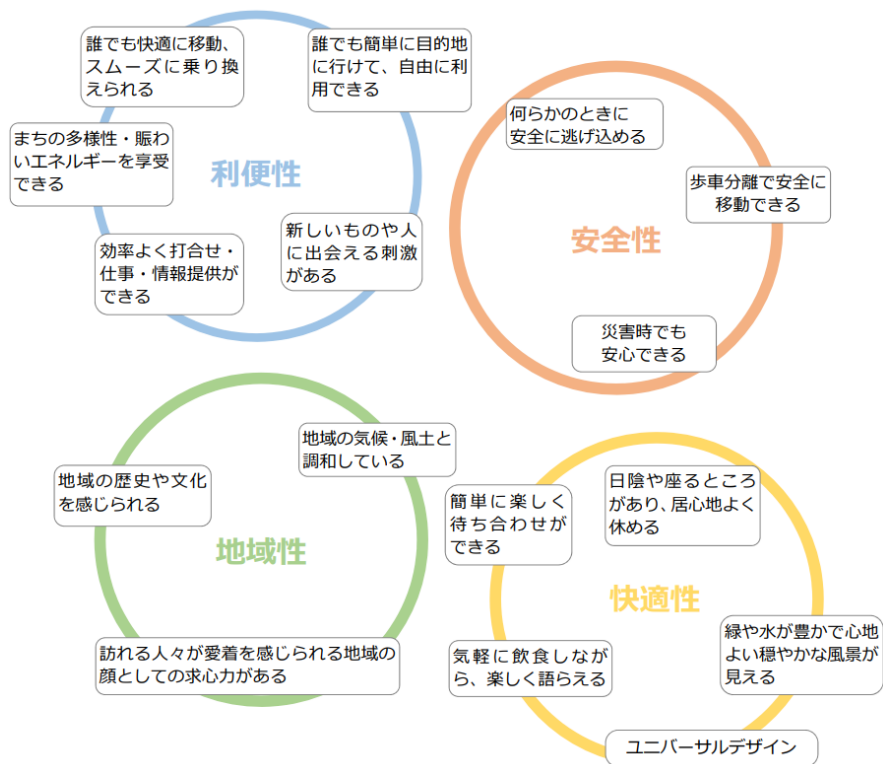 誰でも快適に移動、
スムーズに乗り換
えられる
誰でも簡単に目的地
に行けて、自由に利
用できる
まちの多様性・賑わ
いエネルギーを享受
できる
利便性
効率よく打合せ・
仕事・情報提供が
できる
新しいものや人
に出会える刺激
がある
何らかのときに
安全に逃げ込める
歩車分離で安全に
移動できる
安全性
災害時でも
安心できる
地域の気候・風土と
調和している
地域の歴史や文化
を感じられる
地域性
訪れる人々が愛着を感じられる地域の
顔としての求心力がある
日陰や座るところ
があり、居心地よく
休める
簡単に楽しく
待ち合わせが
できる
快適性
緑や水が豊かで心地
よい穏やかな風景が
見える
気軽に飲食しなが
ら、楽しく語らえる
ユニバーサルデザイン